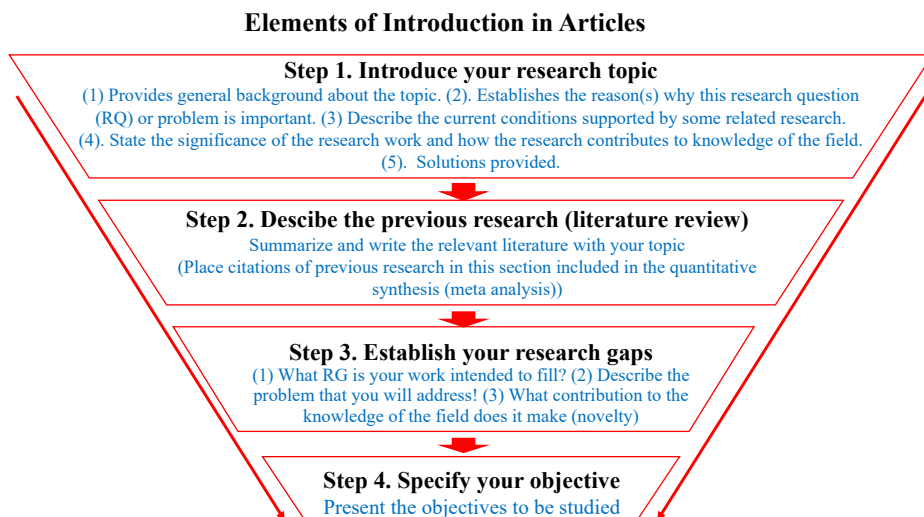 Elements of Introduction in Articles
Step 1. Introduce your research topic
(1) Provides general background about the topic. (2). Establishes the reason(s) why this research question
(RQ) or problem is important. (3) Describe the current conditions supported by some related research.
(4). State the significance of the research work and how the research contributes to knowledge of the field.
(5). Solutions provided.
Step 2. Descibe the previous research (literature review)
Summarize and write the relevant literature with your topic
(Place citations of previous research in this section included in the quantitative
synthesis (meta analysis))
Step 3. Establish your research gaps
(1) What RG is your work intended to fill? (2) Describe the
problem that you will address! (3) What contribution to the
knowledge of the field does it make (novelty)
Step 4. Specify your objective
Present the objectives to be studied